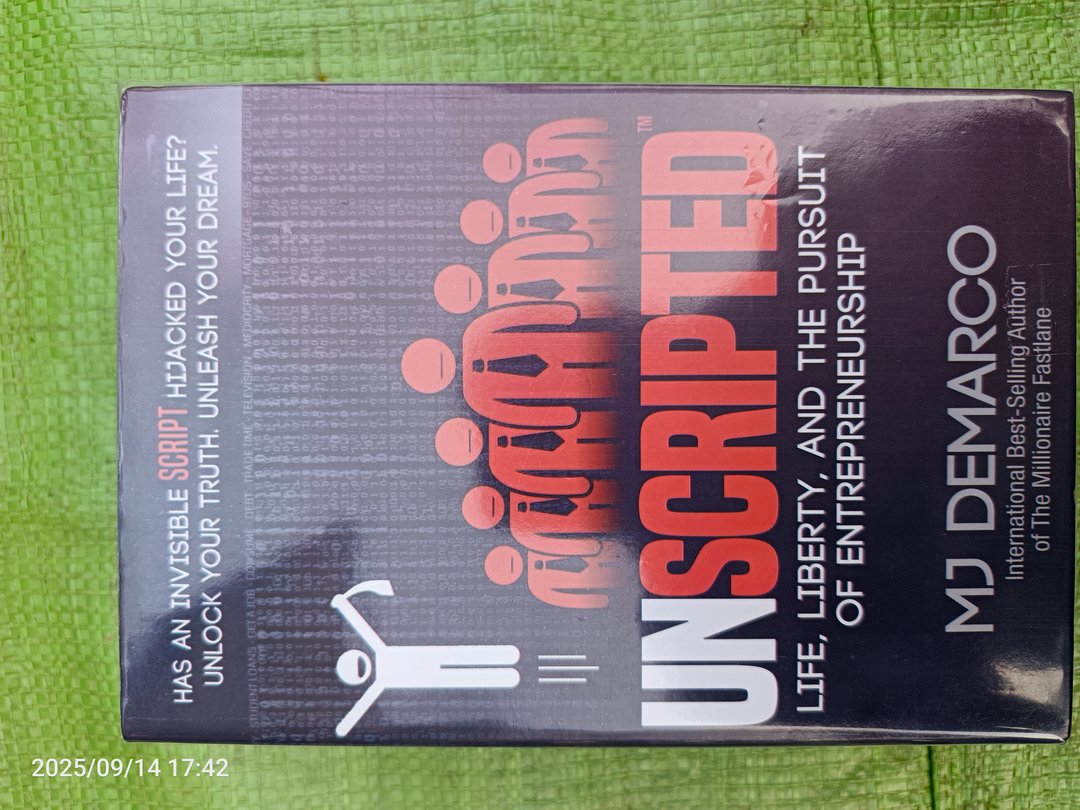 HAS AN INVISIBLE SCRIPT HIJACKED YOUR LIFE?
UNLOCK YOUR TRUTH. UNLEASH YOUR DREAM.
UNSCRIPTED™
LIFE, LIBERTY, AND THE PURSUIT
OF ENTREPRENEURSHIP
MJ DEMARCO
International Best-Selling Author
of The Millionaire Fastlane
2025/09/14 17:42